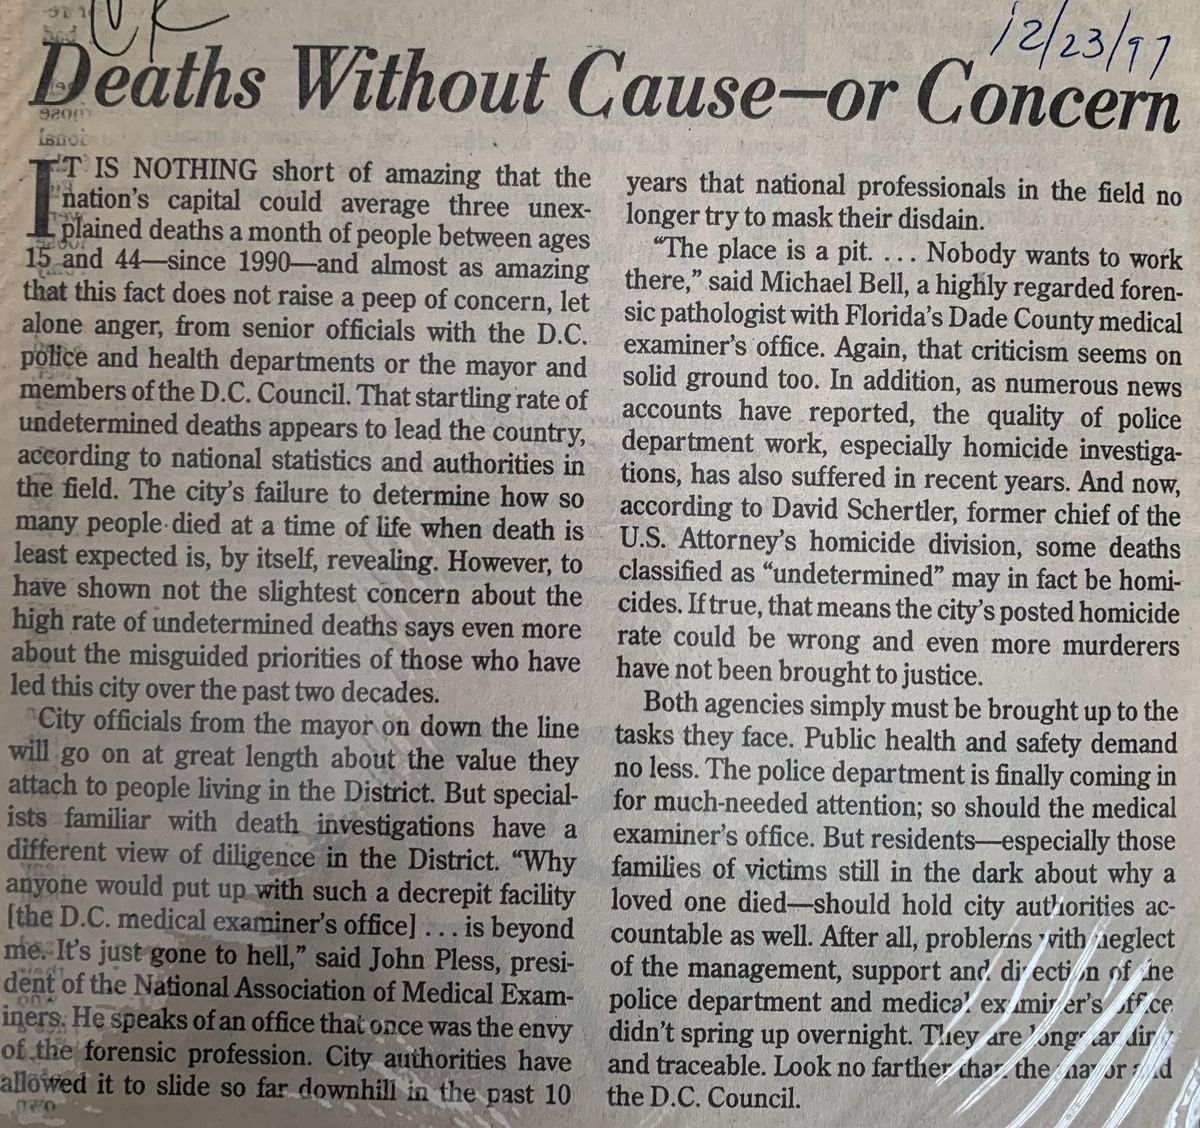 12/23/97
Deaths Without Cause—or Concern
IT IS NOTHING short of amazing that the
nation's capital could average three unex-
plained deaths a month of people between ages
15 and 44—since 1990—and almost as amazing
that this fact does not raise a peep of concern, let
alone anger, from senior officials with the D.C.
police and health departments or the mayor and
members of the D.C. Council. That startling rate of
undetermined deaths appears to lead the country,
according to national statistics and authorities in
the field. The city's failure to determine how so
many people died at a time of life when death is
least expected is, by itself, revealing. However, to
have shown not the slightest concern about the
high rate of undetermined deaths says even more
about the misguided priorities of those who have
led this city over the past two decades.
City officials from the mayor on down the line
will go on at great length about the value they
attach to people living in the District. But special-
ists familiar with death investigations have a
different view of diligence in the District. “Why
anyone would put up with such a decrepit facility
[the D.C. medical examiner's office] . . . is beyond
me. It's just gone to hell,” said John Pless, presi-
dent of the National Association of Medical Exam-
iners. He speaks of an office that once was the envy
of the forensic profession. City authorities have
allowed it to slide so far downhill in the past 10
years that national professionals in the field no
longer try to mask their disdain.
“The place is a pit. . . . Nobody wants to work
there,” said Michael Bell, a highly regarded foren-
sic pathologist with Florida's Dade County medical
examiner's office. Again, that criticism seems on
solid ground too. In addition, as numerous news
accounts have reported, the quality of police
department work, especially homicide investiga-
tions, has also suffered in recent years. And now,
according to David Schertler, former chief of the
U.S. Attorney's homicide division, some deaths
classified as “undetermined” may in fact be homi-
cides. If true, that means the city's posted homicide
rate could be wrong and even more murderers
have not been brought to justice.
Both agencies simply must be brought up to the
tasks they face. Public health and safety demand
no less. The police department is finally coming in
for much-needed attention; so should the medical
examiner's office. But residents—especially those
families of victims still in the dark about why a
loved one died—should hold city authorities ac-
countable as well. After all, problems with neglect
of the management, support and direction of the
police department and medical examiner's office
didn't spring up overnight. They are longstanding
and traceable. Look no farther than the mayor and
the D.C. Council.